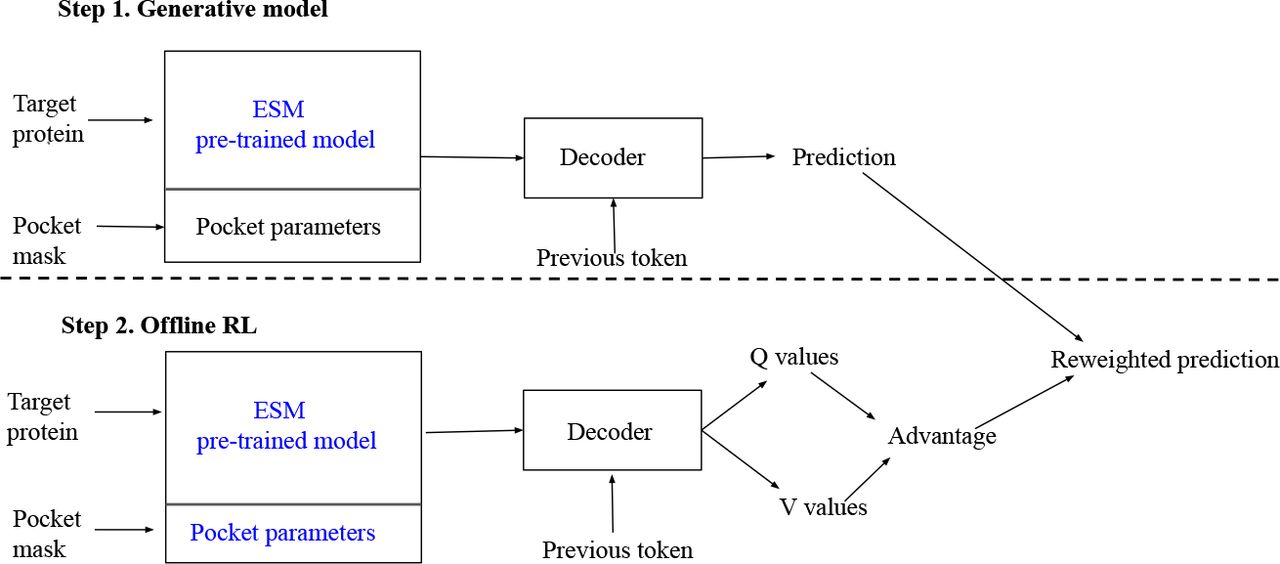 Step 1. Generative model
Target
protein
ESM
pre-trained model
Pocket
mask
Pocket parameters
Decoder
Previous token
Prediction
Step 2. Offline RL
Target
protein
ESM
pre-trained model
Pocket
mask
Pocket parameters
Decoder
Previous token
Q values
V values
Advantage
Reweighted prediction